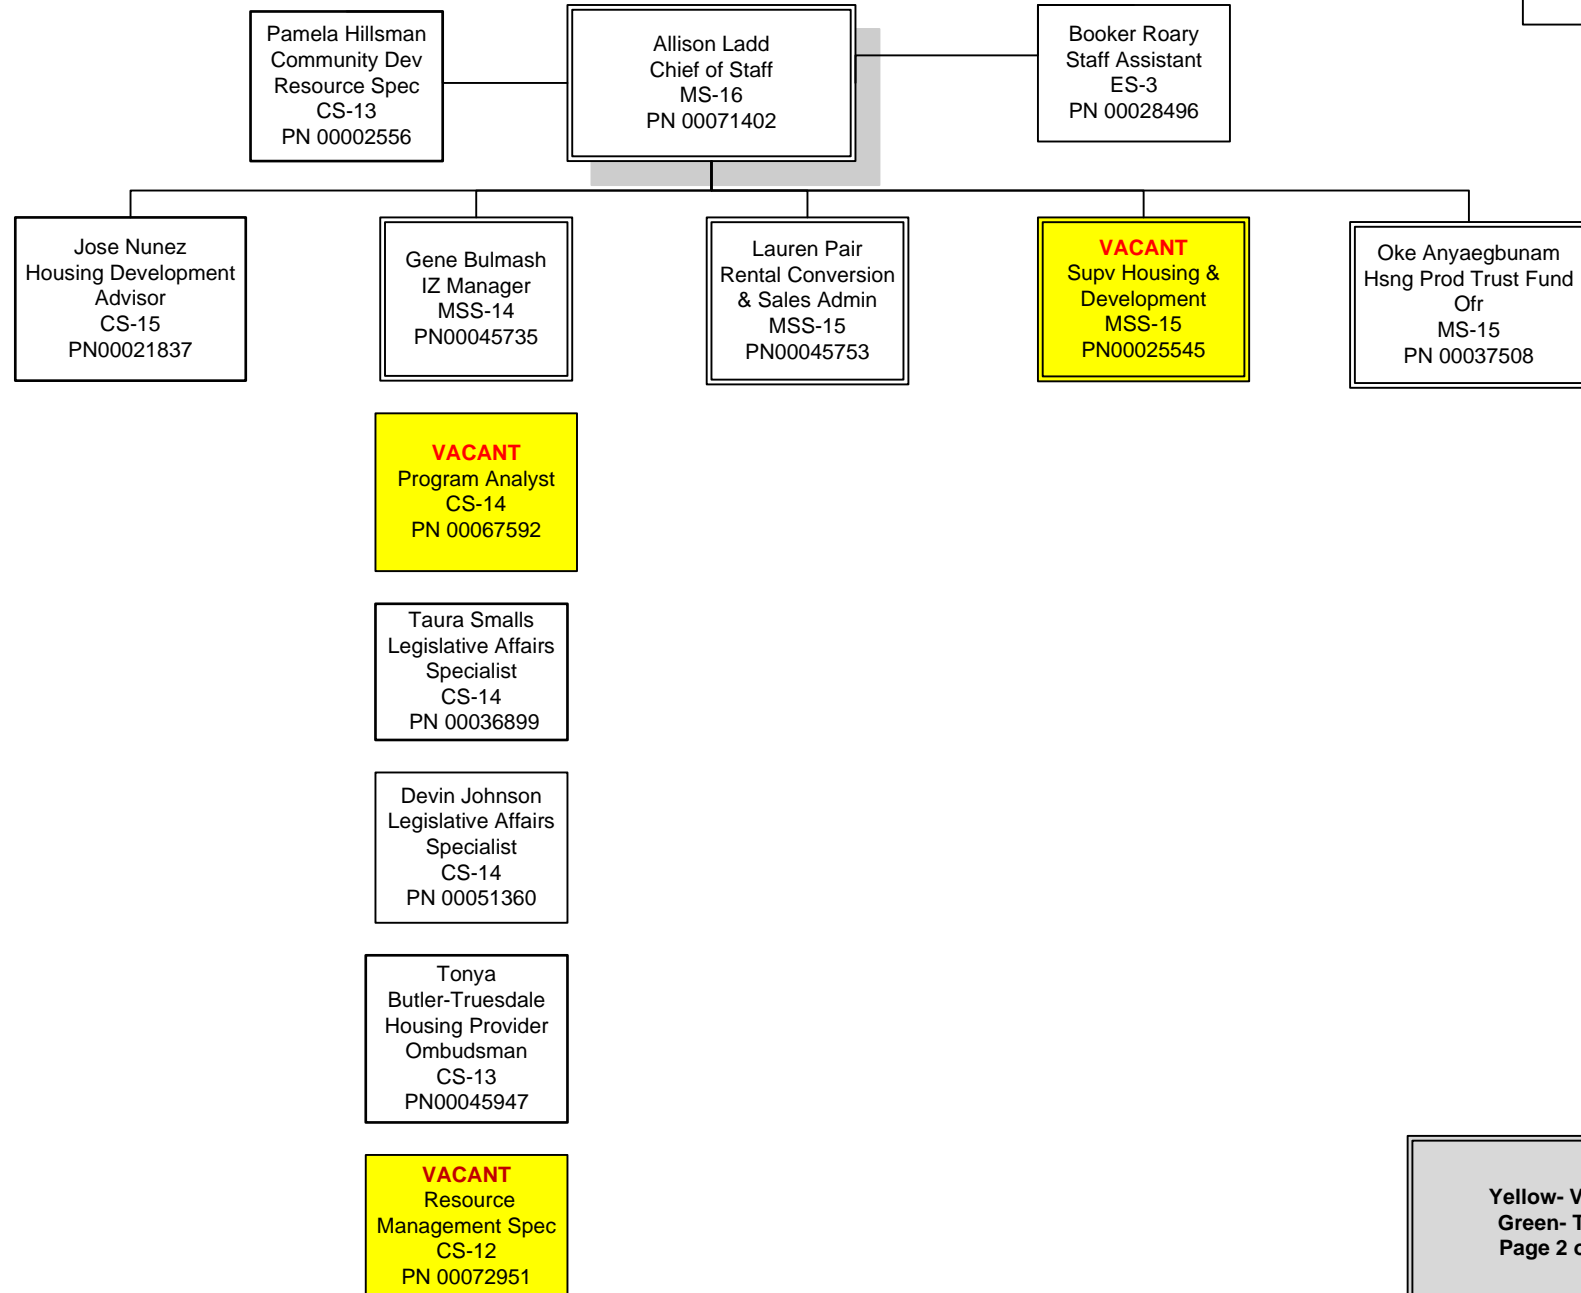 Pamela Hillsman
Community Dev
Resource Spec
CS-13
PN 00002556
Allison Ladd
Chief of Staff
MS-16
PN 00071402
Booker Roary
Staff Assistant
ES-3
PN 00028496
Jose Nunez
Housing Development
Advisor
CS-15
PN00021837
Gene Bulmash
IZ Manager
MSS-14
PN00045735
Lauren Pair
Rental Conversion
& Sales Admin
MSS-15
PN00045753
VACANT
Supv Housing &
Development
MSS-15
PN00025545
Oke Anyaegbunam
Hsng Prod Trust Fund
Ofr
MS-15
PN 00037508
VACANT
Program Analyst
CS-14
PN 00067592
Taura Smalls
Legislative Affairs
Specialist
CS-14
PN 00036899
Devin Johnson
Legislative Affairs
Specialist
CS-14
PN 00051360
Tonya
Butler-Truesdale
Housing Provider
Ombudsman
CS-13
PN00045947
VACANT
Resource
Management Spec
CS-12
PN 00072951
Yellow-
Green-
Page 2